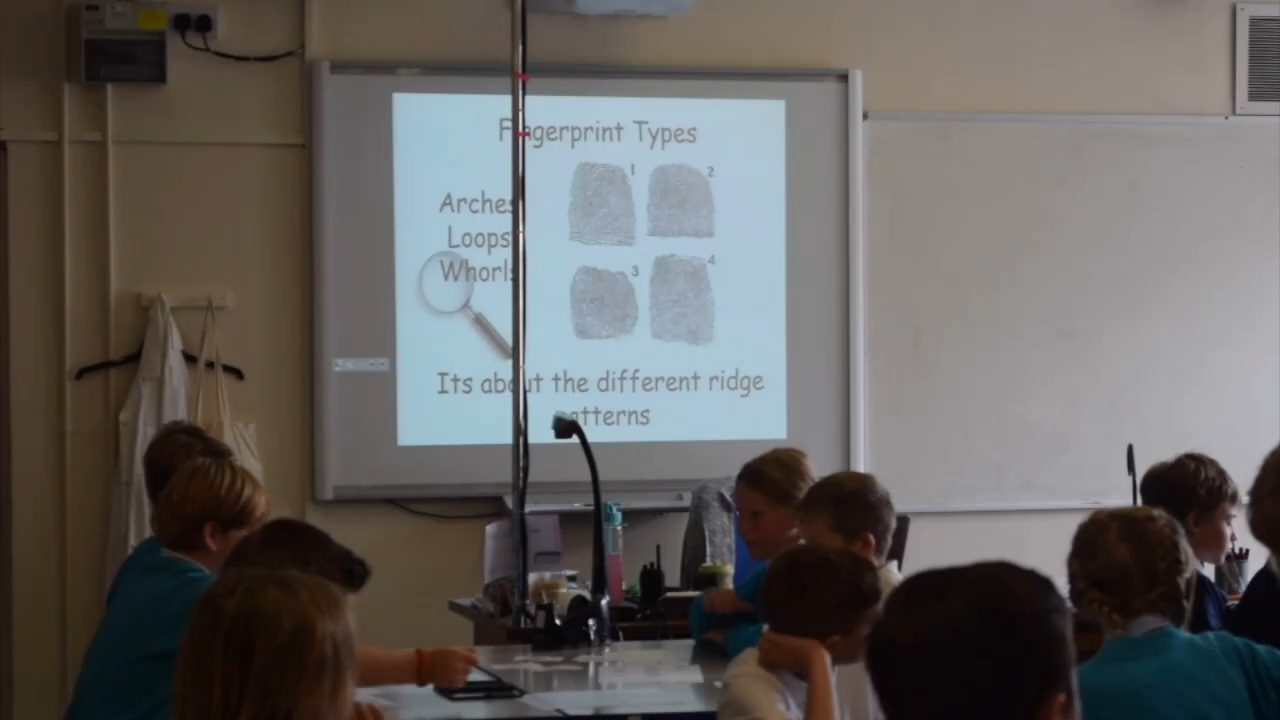 Fingerprint Types
1
2
Arches
Loops
Whorls
3
4
Its about the different ridge
patterns